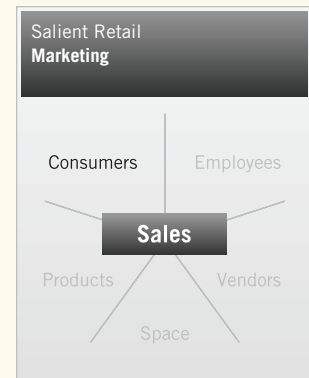 Salient Retail
Marketing
Consumers
Employees
Sales
Products
Vendors
Space